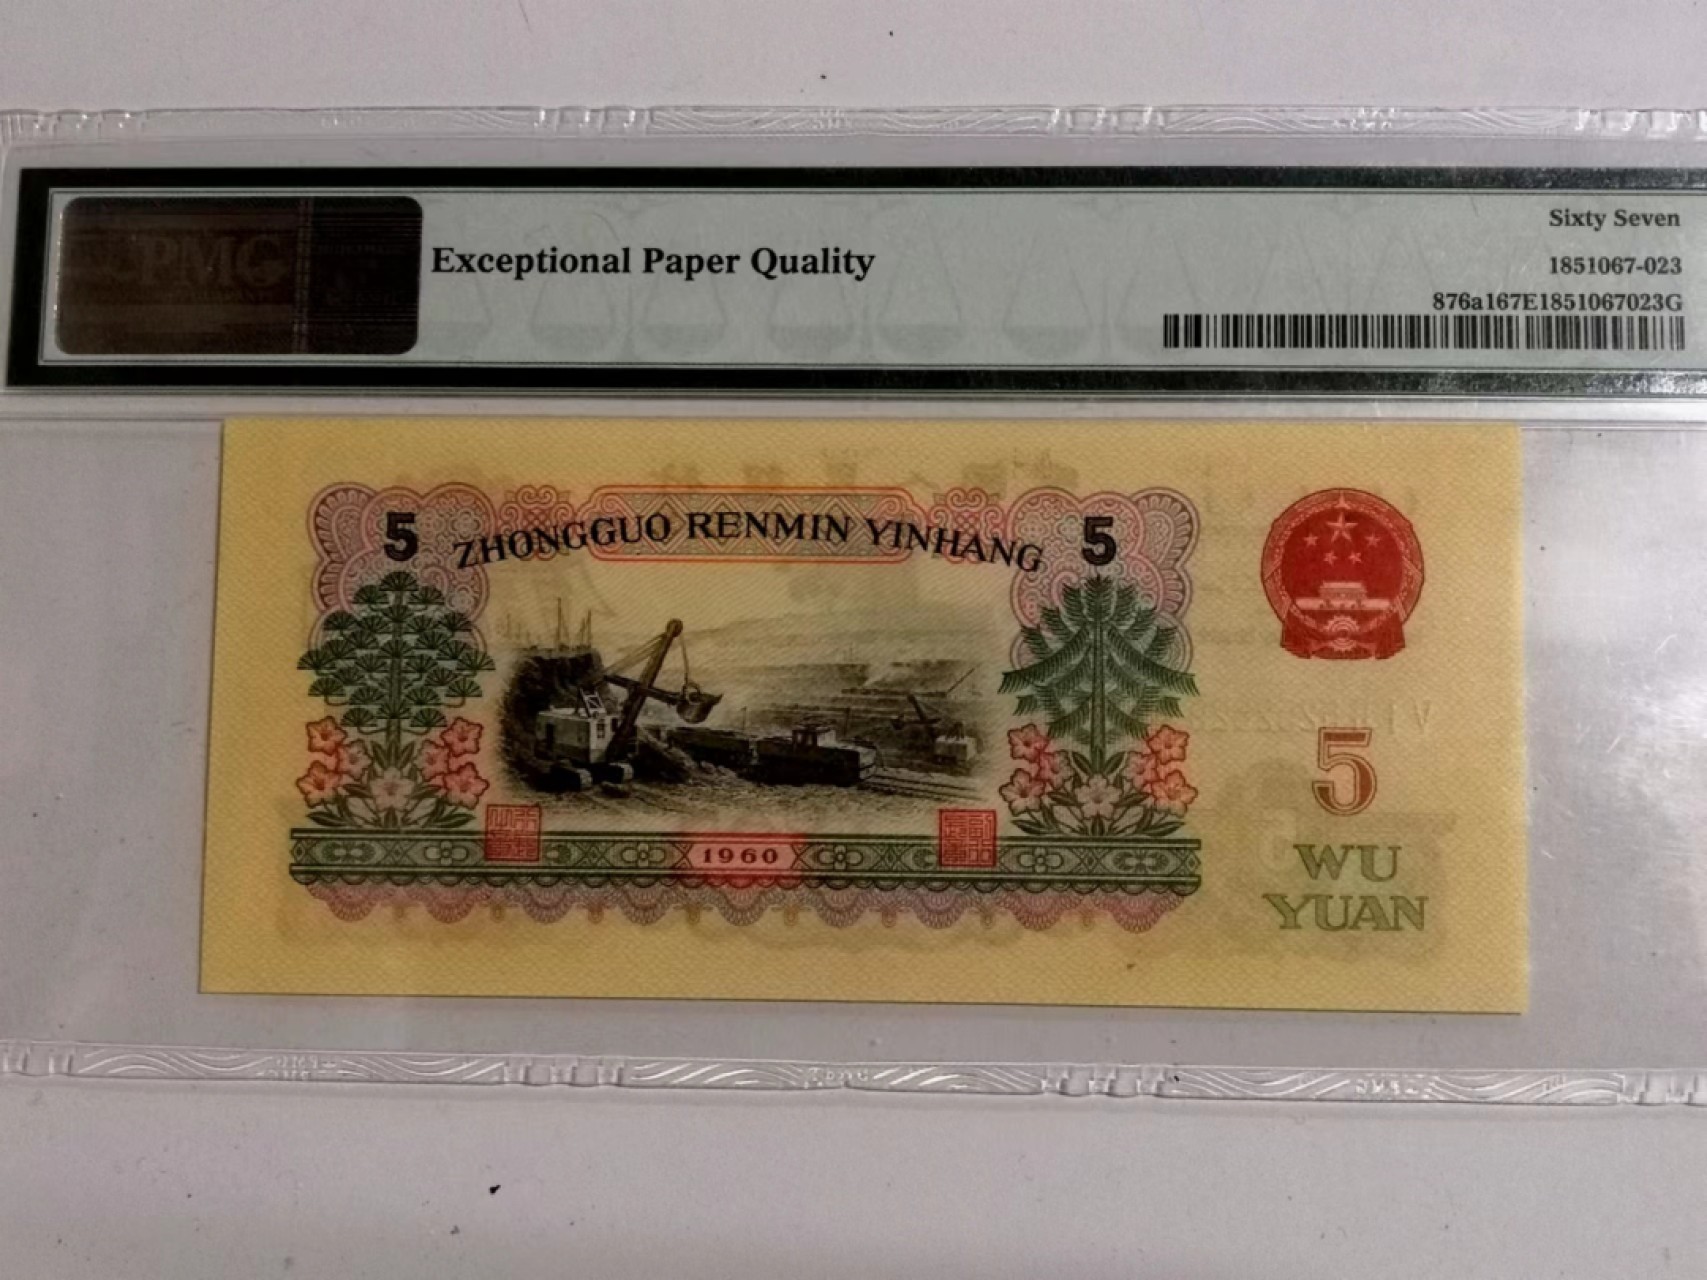 PMG
Exceptional Paper Quality
Sixty Seven
1851067-023
876a167E1851067023G
5 ZHONGGUO RENMIN YINHANG 5
5
WU
YUAN
1960